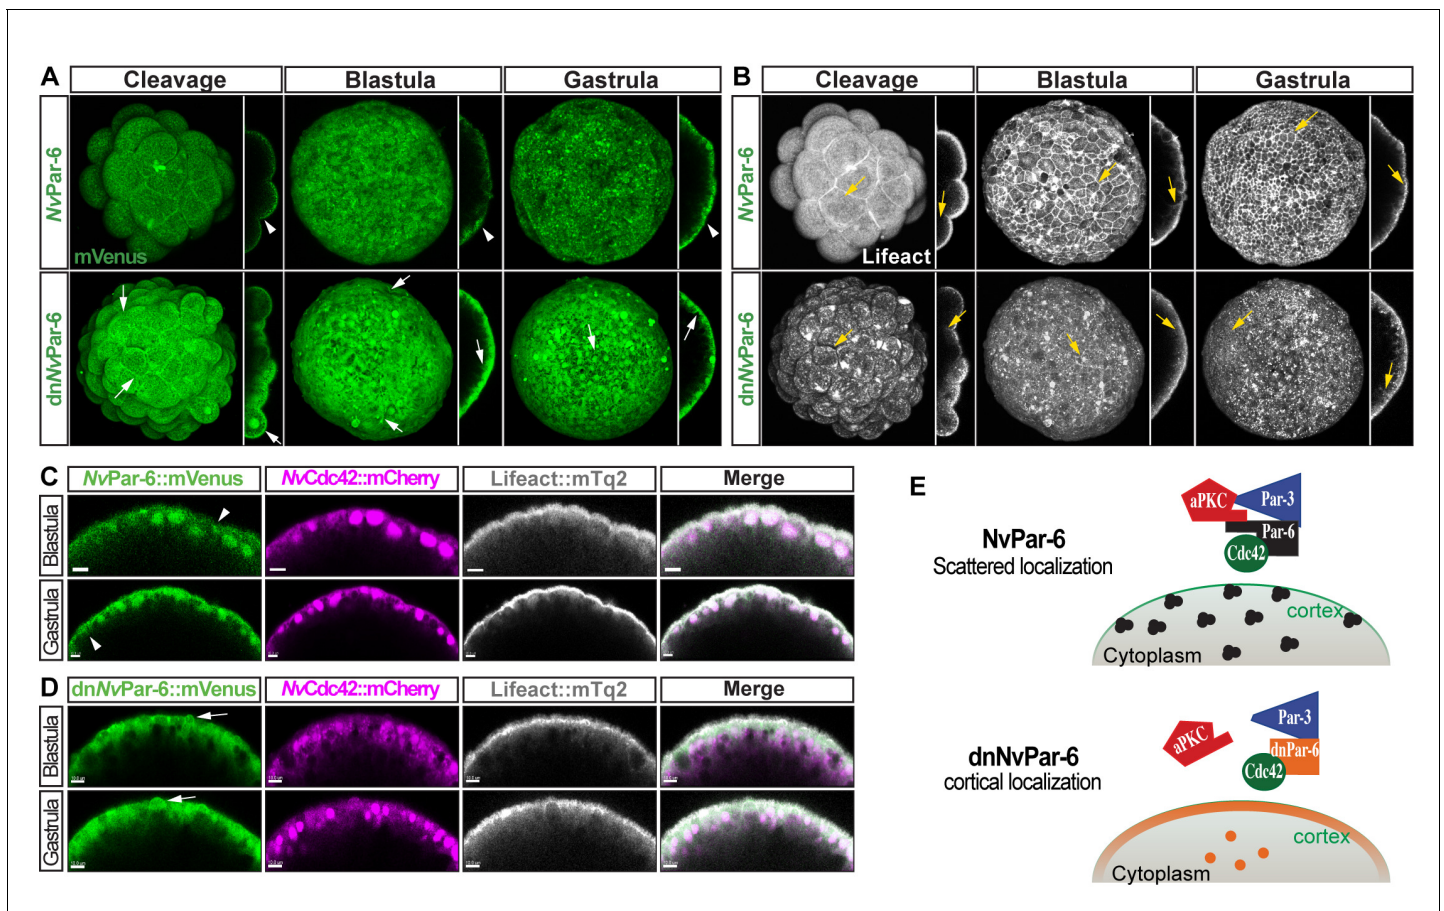 A
Cleavage
Blastula
Gastrula
NvPar-6
mVenus
dnNvPar-6
B
Cleavage
Blastula
Gastrula
NvPar-6
Lifeact
dnNvPar-6
C
NvPar-6::mVenus
NvCdc42::mCherry
Lifeact::mTq2
Merge
Blastula
Gastrula
D
dnNvPar-6::mVenus
NvCdc42::mCherry
Lifeact::mTq2
Merge
Blastula
Gastrula
E
aPKC
Par-3
Par-6
Cdc42
NvPar-6
Scattered localization
cortex
Cytoplasm
Par-3
aPKC
dnPar-6
Cdc42
dnNvPar-6
cortical localization
cortex
Cytoplasm